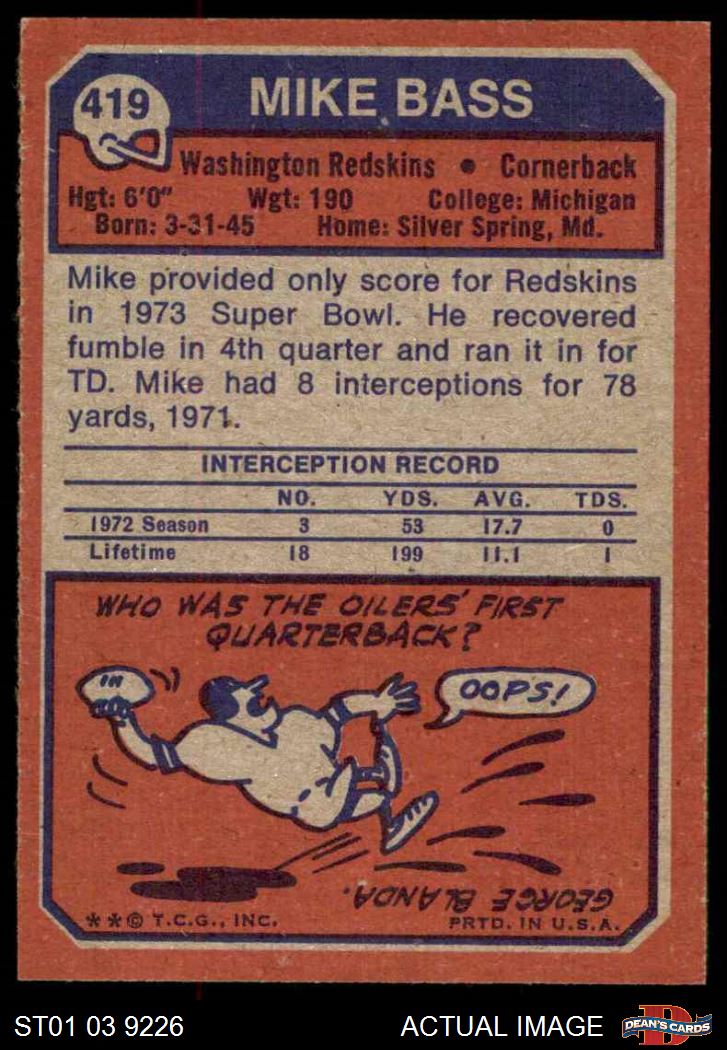 419
MIKE BASS
Washington Redskins • Cornerback
Hgt: 6'0" Wgt: 190 College: Michigan
Born: 3-31-45 Home: Silver Spring, Md.
Mike provided only score for Redskins
in 1973 Super Bowl. He recovered
fumble in 4th quarter and ran it in for
TD. Mike had 8 interceptions for 78
yards, 1971.
INTERCEPTION RECORD
NO. YDS. AVG. TDS.
1972 Season 3 53 17.7 0
Lifetime 18 199 11.1 1
WHO WAS THE OILERS' FIRST
QUARTERBACK?
OOPS!
GEORGE BLANDA.
**© T.C.G., INC. PRTD. IN U.S.A.
ST01 03 9226 ACTUAL IMAGE
D
DEAN'S CARDS